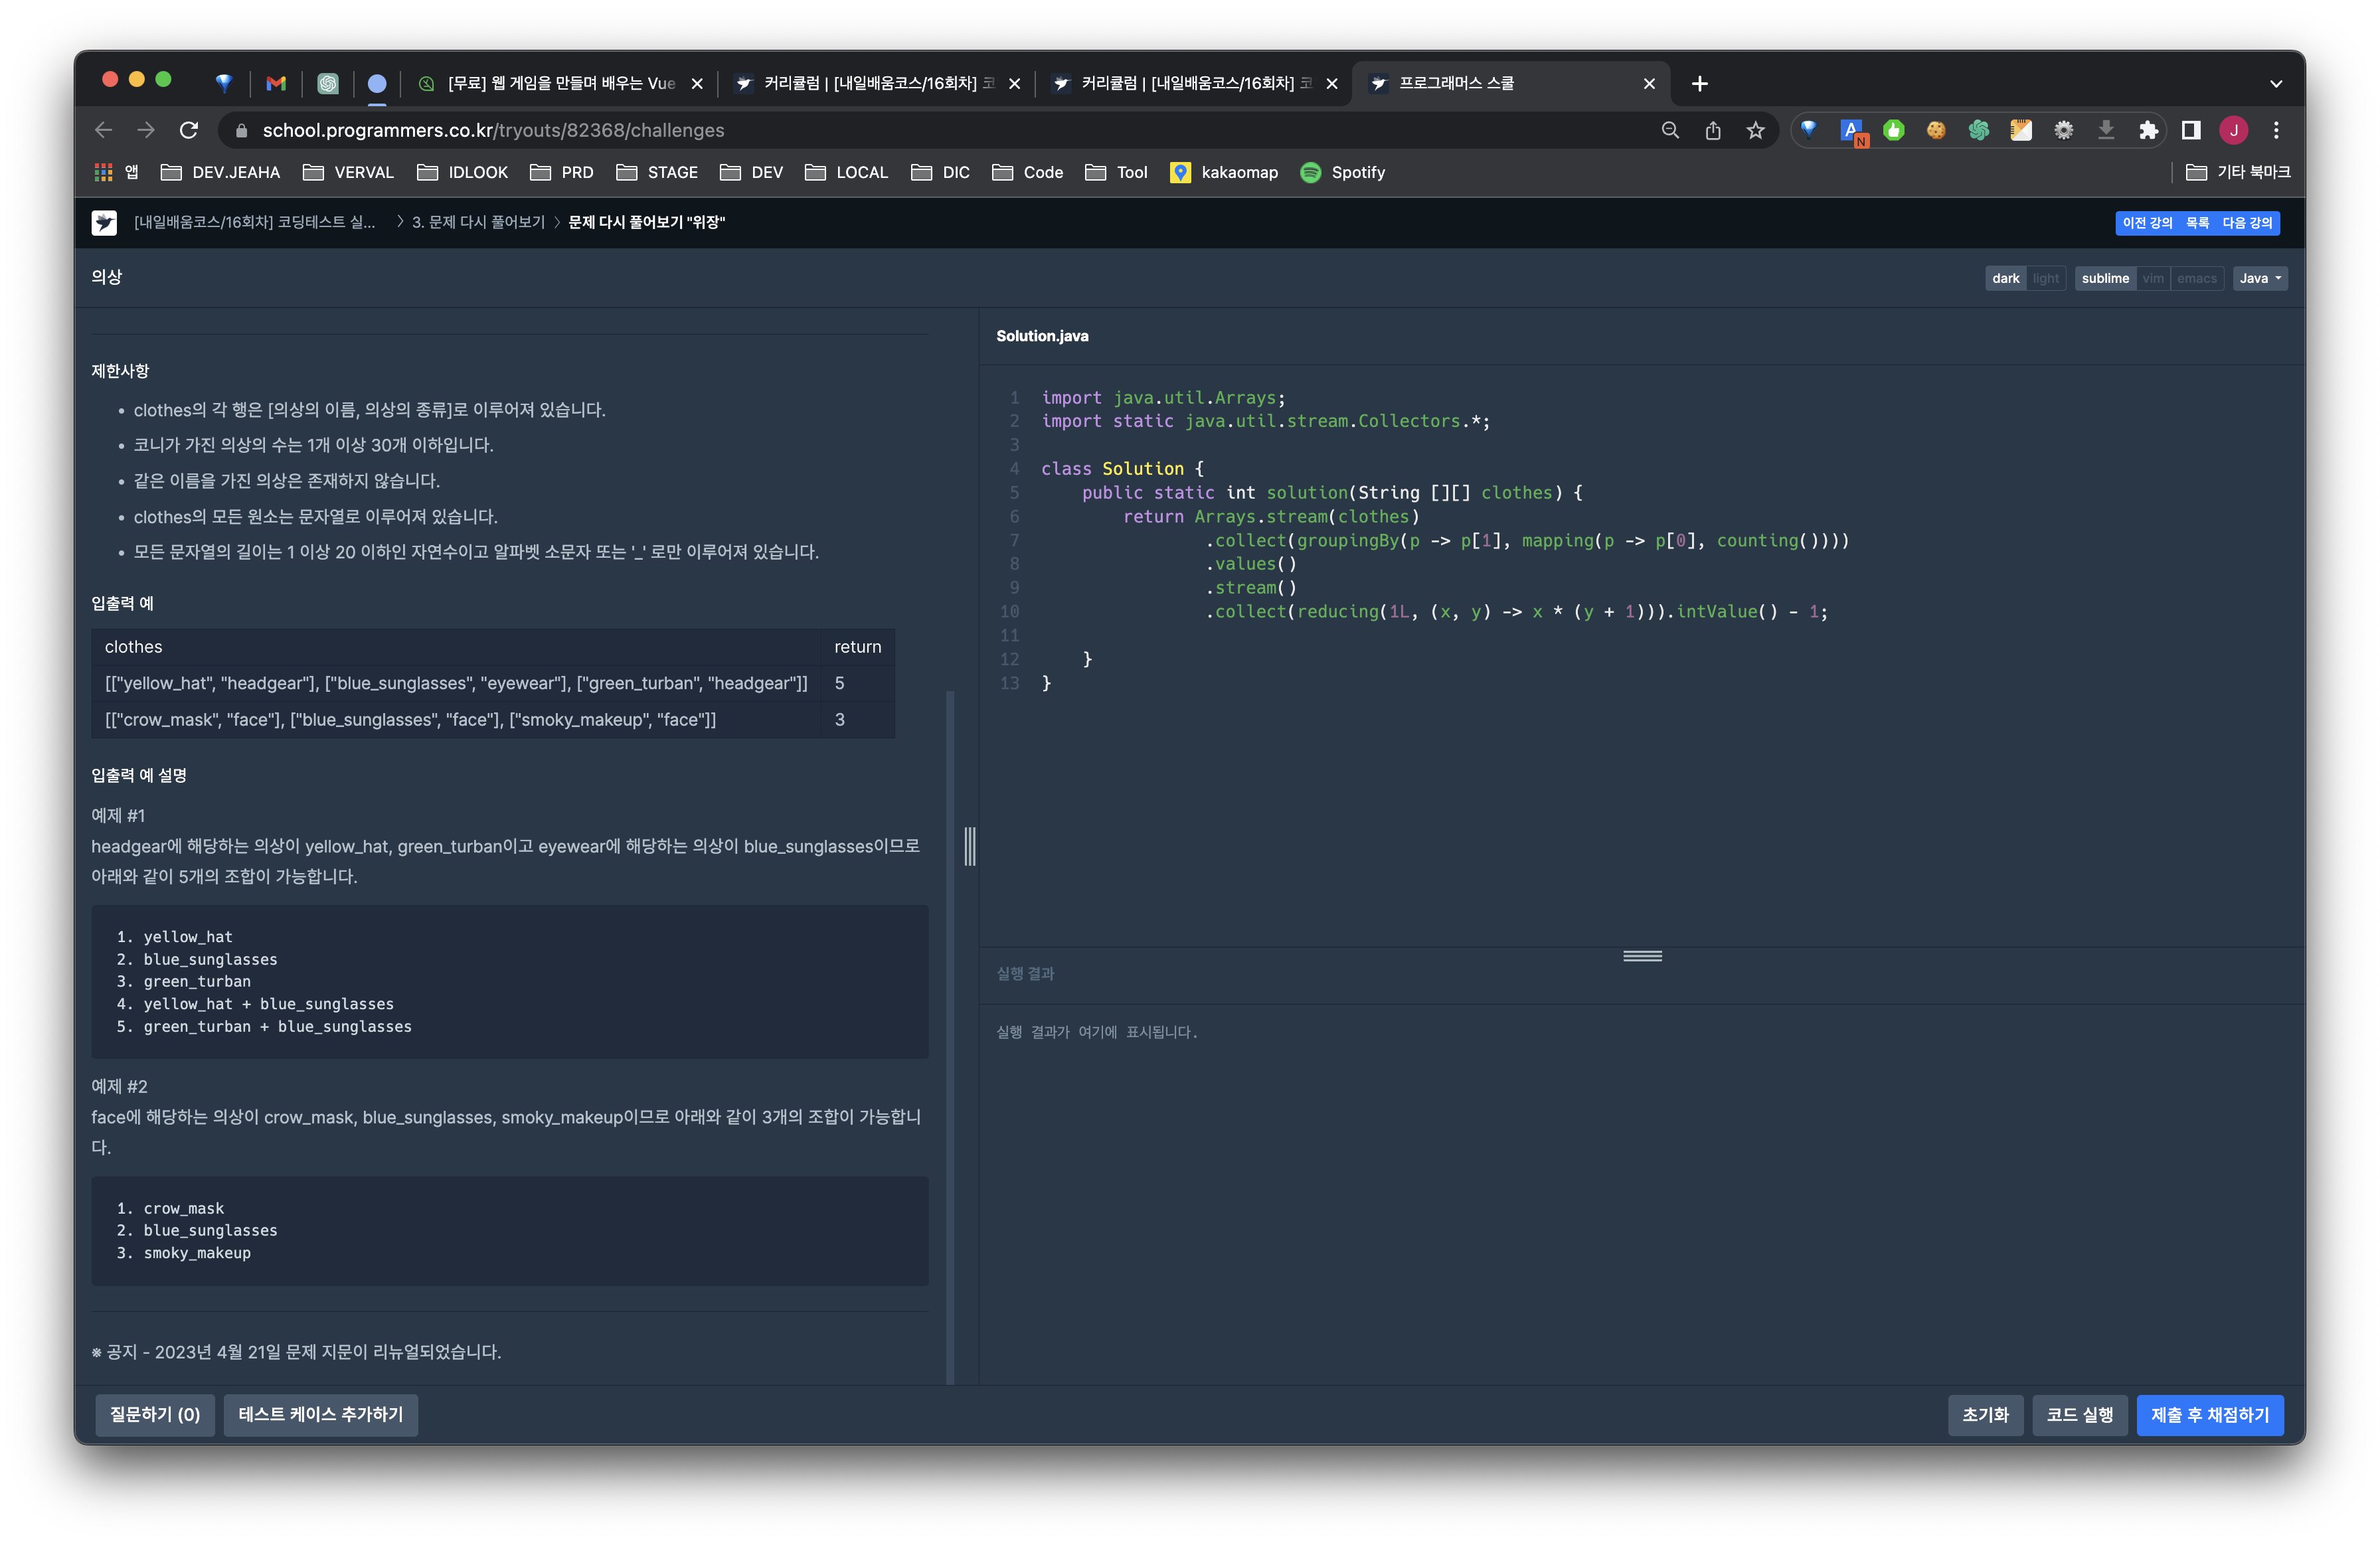 [무료] 웹 게임을 만들며 배우는 Vue
커리큘럼 | [내일배움코스/16회차] 코
커리큘럼 | [내일배움코스/16회차] 코
프로그래머스 스쿨
school.programmers.co.kr/tryouts/82368/challenges
앱 DEV.JEAHA VERVAL IDLOOK PRD STAGE DEV LOCAL DIC Code Tool kakaomap Spotify 기타 북마크
[내일배움코스/16회차] 코딩테스트 실... > 3. 문제 다시 풀어보기 > 문제 다시 풀어보기 "위장"
이전 강의 목록 다음 강의
의상
dark light sublime vim emacs Java
제한사항
• clothes의 각 행은 [의상의 이름, 의상의 종류]로 이루어져 있습니다.
• 코니가 가진 의상의 수는 1개 이상 30개 이하입니다.
• 같은 이름을 가진 의상은 존재하지 않습니다.
• clothes의 모든 원소는 문자열로 이루어져 있습니다.
• 모든 문자열의 길이는 1 이상 20 이하인 자연수이고 알파벳 소문자 또는 '_' 로만 이루어져 있습니다.
입출력 예
clothes return
[["yellow_hat", "headgear"], ["blue_sunglasses", "eyewear"], ["green_turban", "headgear"]] 5
[["crow_mask", "face"], ["blue_sunglasses", "face"], ["smoky_makeup", "face"]] 3
입출력 예 설명
예제 #1
headgear에 해당하는 의상이 yellow_hat, green_turban이고 eyewear에 해당하는 의상이 blue_sunglasses이므로
아래와 같이 5개의 조합이 가능합니다.
1. yellow_hat
2. blue_sunglasses
3. green_turban
4. yellow_hat + blue_sunglasses
5. green_turban + blue_sunglasses
예제 #2
face에 해당하는 의상이 crow_mask, blue_sunglasses, smoky_makeup이므로 아래와 같이 3개의 조합이 가능합니
다.
1. crow_mask
2. blue_sunglasses
3. smoky_makeup
※ 공지 - 2023년 4월 21일 문제 지문이 리뉴얼되었습니다.
Solution.java
1 import java.util.Arrays;
2 import static java.util.stream.Collectors.*;
3
4 class Solution {
5     public static int solution(String [][] clothes) {
6         return Arrays.stream(clothes)
7                 .collect(groupingBy(p -> p[1], mapping(p -> p[0], counting())))
8                 .values()
9                 .stream()
10                 .collect(reducing(1L, (x, y) -> x * (y + 1))).intValue() - 1;
11
12     }
13 }
실행 결과
실행 결과가 여기에 표시됩니다.
질문하기 (0) 테스트 케이스 추가하기
초기화 코드 실행 제출 후 채점하기
A
N
J